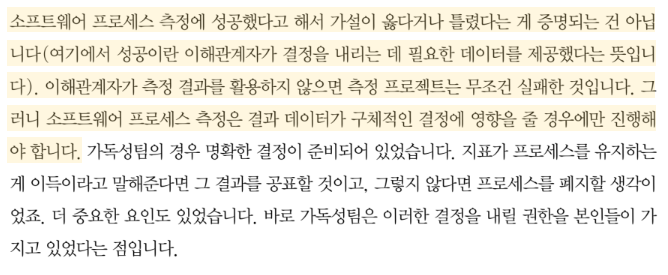 소프트웨어 프로세스 측정에 성공했다고 해서 가설이 옳다거나 틀렸다는 게 증명되는 건 아닙
니다(여기에서 성공이란 이해관계자가 결정을 내리는 데 필요한 데이터를 제공했다는 뜻입니
다). 이해관계자가 측정 결과를 활용하지 않으면 측정 프로젝트는 무조건 실패한 것입니다. 그
러니 소프트웨어 프로세스 측정은 결과 데이터가 구체적인 결정에 영향을 줄 경우에만 진행해
야 합니다. 가독성팀의 경우 명확한 결정이 준비되어 있었습니다. 지표가 프로세스를 유지하는
게 이득이라고 말해준다면 그 결과를 공표할 것이고, 그렇지 않다면 프로세스를 폐지할 생각이
었죠. 더 중요한 요인도 있었습니다. 바로 가독성팀은 이러한 결정을 내릴 권한을 본인들이 가
지고 있었다는 점입니다.